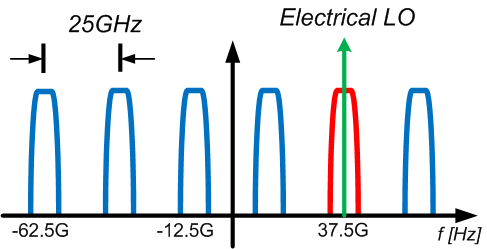 25GHz
Electrical LO
-62.5G
-12.5G
37.5G
f [Hz]